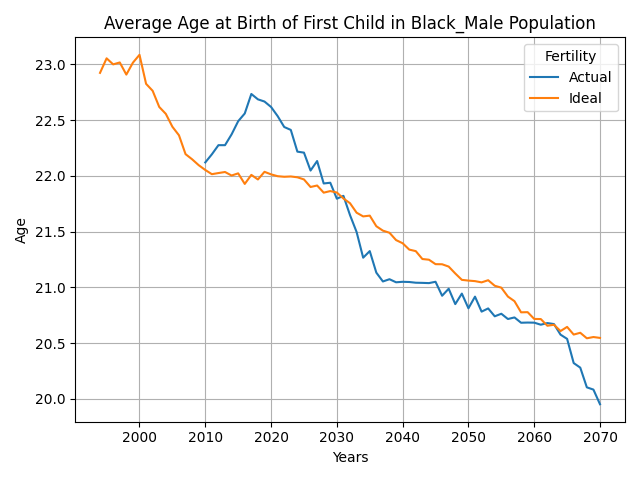 Average Age at Birth of First Child in Black_Male Population
Fertility
Actual
Ideal
Age
23.0
22.5
22.0
21.5
21.0
20.5
20.0
2000 2010 2020 2030 2040 2050 2060 2070
Years